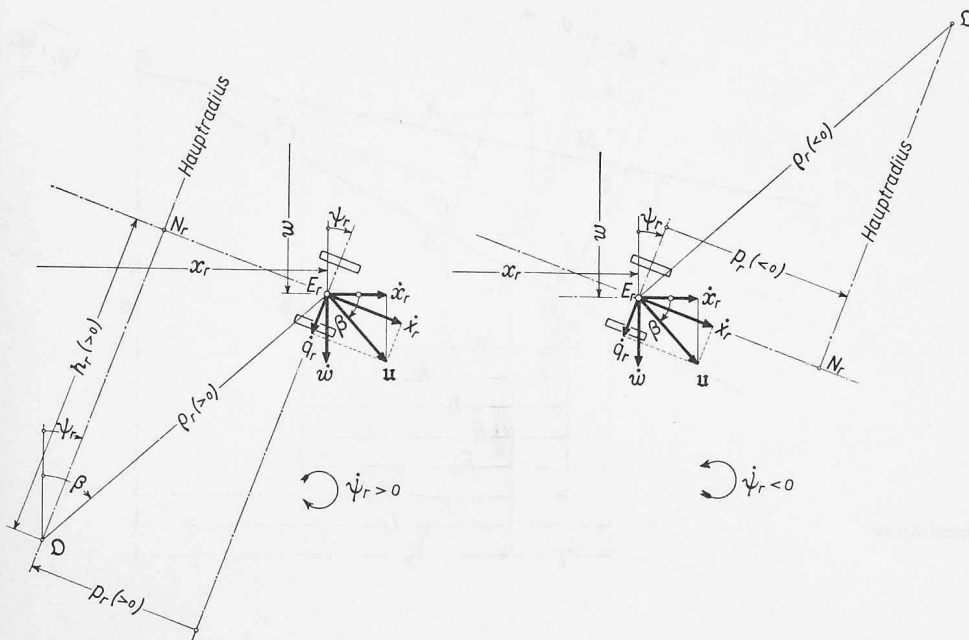 Hauptradius
N_r
w
ψ_r
x_r
E_r
ẋ_r
β
q̇_r
ẇ
u
h_r (>0)
ρ_r (>0)
ψ_r
β
𝔇
p_r (>0)
ψ̇_r > 0
𝔇
ρ_r (<0)
Hauptradius
w
ψ_r
p_r (<0)
x_r
E_r
ẋ_r
β
q̇_r
ẇ
u
N_r
ψ̇_r < 0